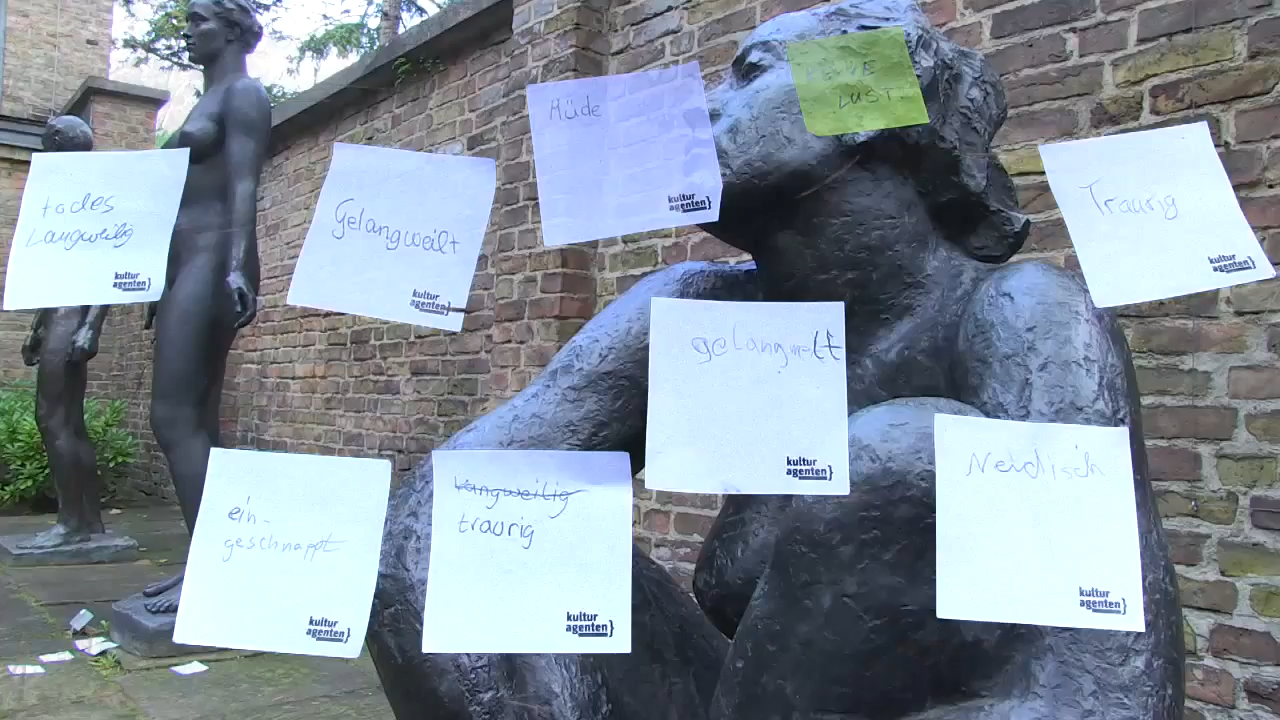 Müde
kultur
agenten}
KEINE
LUST
todes
Langweilig
kultur
agenten}
Gelangweilt
kultur
agenten}
Traurig
kultur
agenten}
gelangweilt
kultur
agenten}
ein-
geschnappt
kultur
agenten}
langweilig
traurig
kultur
agenten}
Neidisch
kultur
agenten}